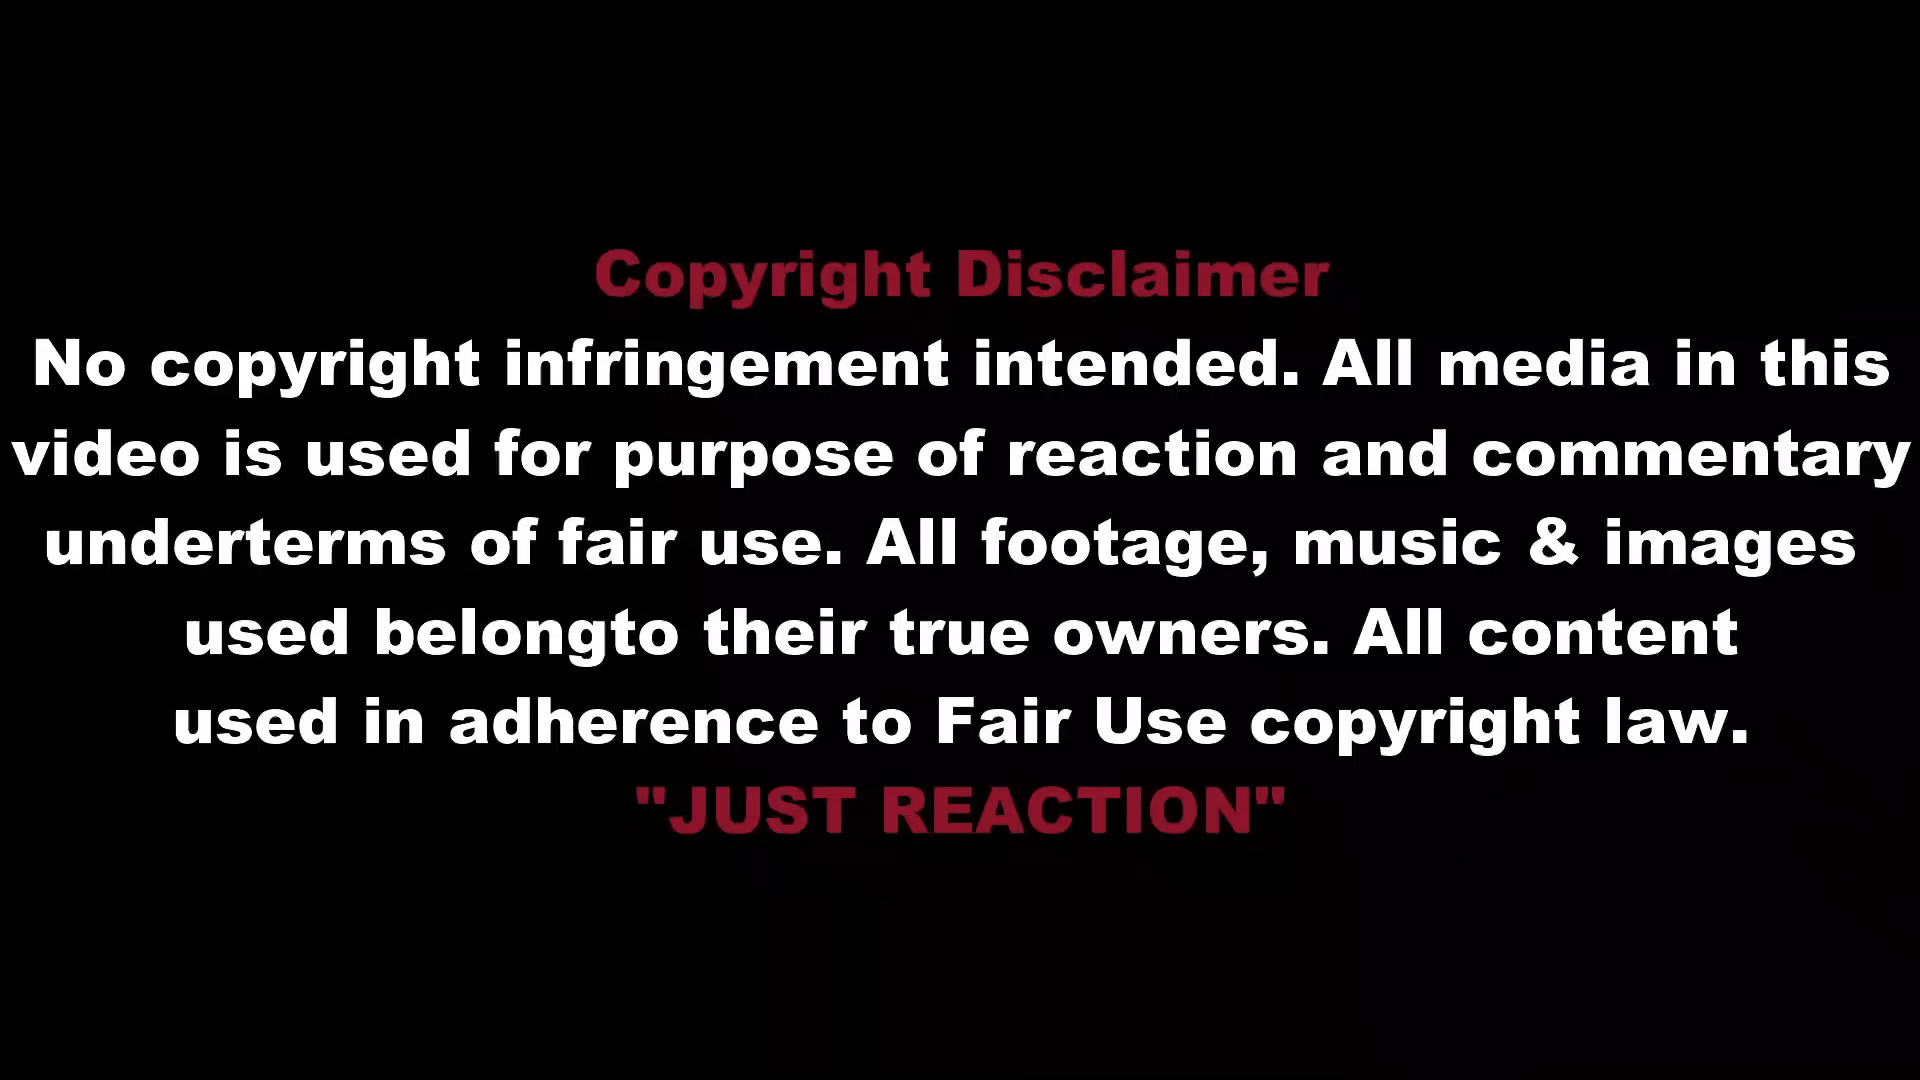 Copyright Disclaimer
No copyright infringement intended. All media in this
video is used for purpose of reaction and commentary
underterms of fair use. All footage, music & images
used belongto their true owners. All content
used in adherence to Fair Use copyright law.
"JUST REACTION"